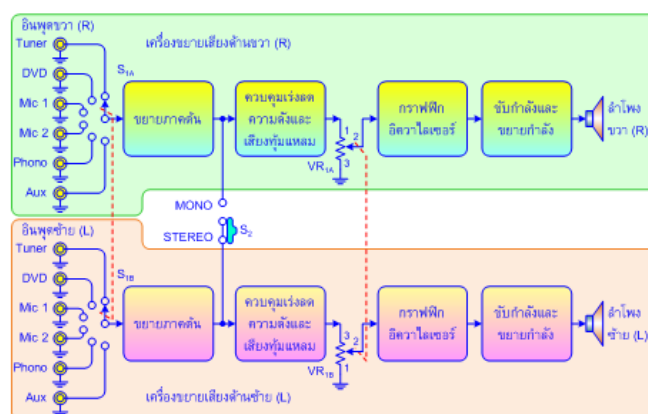 อินพุตขวา (R)
เครื่องขยายเสียงด้านขวา (R)
Tuner
DVD
Mic 1
Mic 2
Phono
Aux
S1A
ขยายภาคต้น
ควบคุมเร่งลด
ความดังและ
เสียงทุ้มแหลม
1
2
3
VR1A
กราฟฟิก
อิควาไลเซอร์
ขับกำลังและ
ขยายกำลัง
ลำโพง
ขวา (R)
MONO
STEREO
S2
อินพุตซ้าย (L)
Tuner
DVD
Mic 1
Mic 2
Phono
Aux
S1B
ขยายภาคต้น
ควบคุมเร่งลด
ความดังและ
เสียงทุ้มแหลม
3
2
1
VR1B
กราฟฟิก
อิควาไลเซอร์
ขับกำลังและ
ขยายกำลัง
ลำโพง
ซ้าย (L)
เครื่องขยายเสียงด้านซ้าย (L)